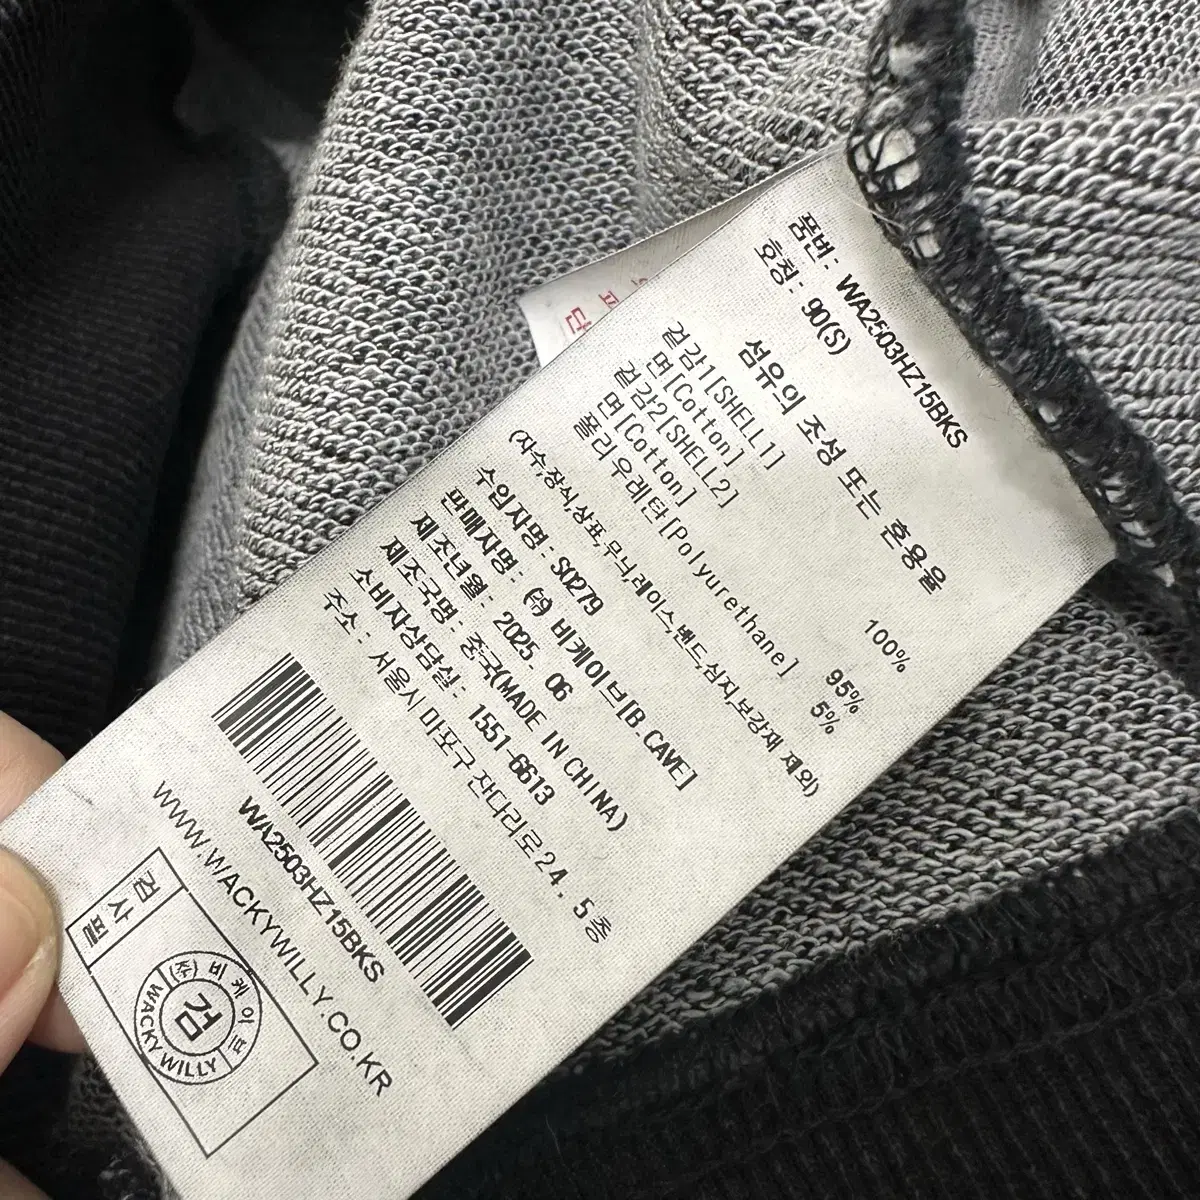 품번: WA2503HZ15BKS
호칭: 90(S)
섬유의 조성 또는 혼용율
겉감1[SHELL1]
면[Cotton] 100%
겉감2[SHELL2]
면[Cotton] 95%
폴리우레탄[Polyurethane] 5%
(자수,장식,상표,무늬,레이스,밴드,심지,보강재 제외)
수입자명: SO279
판매자명: (주) 비케이브[B.CAVE]
제조년월: 2025. 06
제조국명: 중국(MADE IN CHINA)
소비자상담실: 1551-6613
주소: 서울시 마포구 잔다리로24, 5층
WA2503HZ15BKS
WWW.WACKYWILLY.CO.KR
검사필
(주)비케이브
검
WACKY WILLY